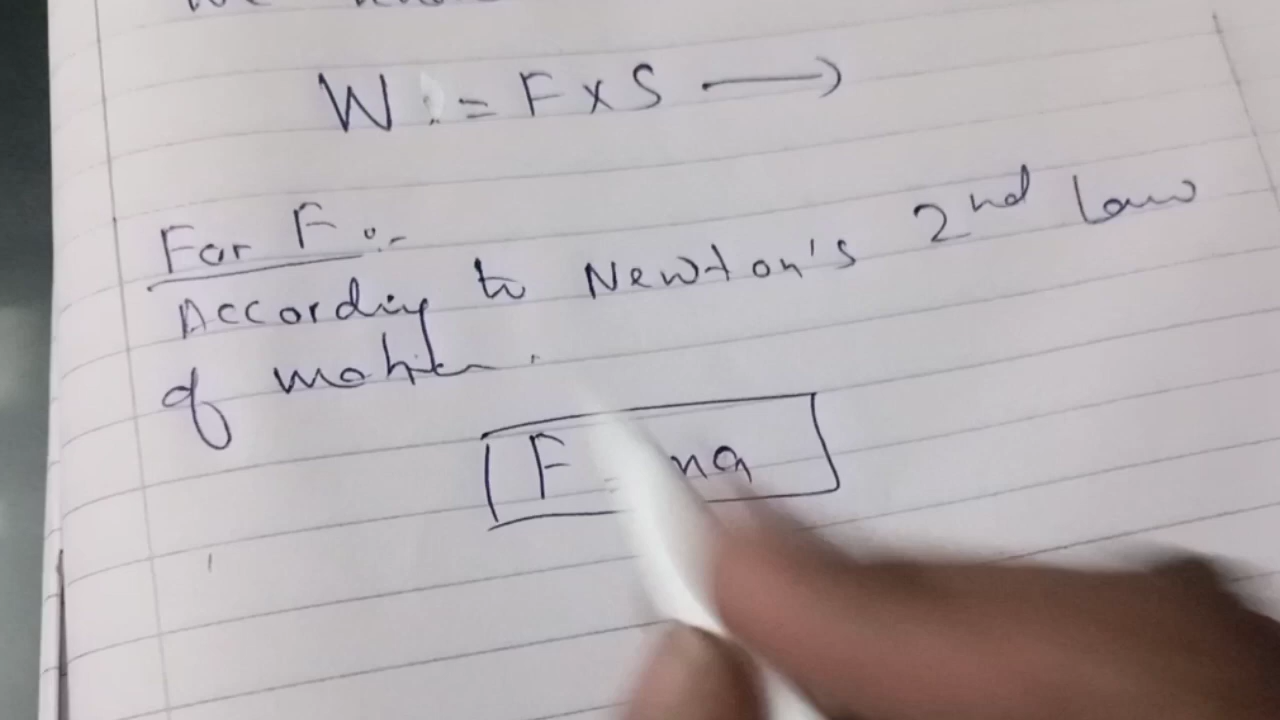 W = F x S →
For F :-
According to Newton's 2nd law
of motion.
F = ma